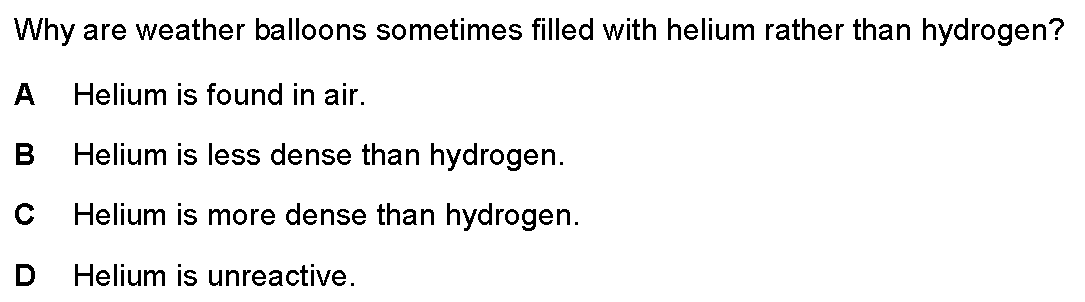 Why are weather balloons sometimes filled with helium rather than hydrogen?
A Helium is found in air.
B Helium is less dense than hydrogen.
C Helium is more dense than hydrogen.
D Helium is unreactive.